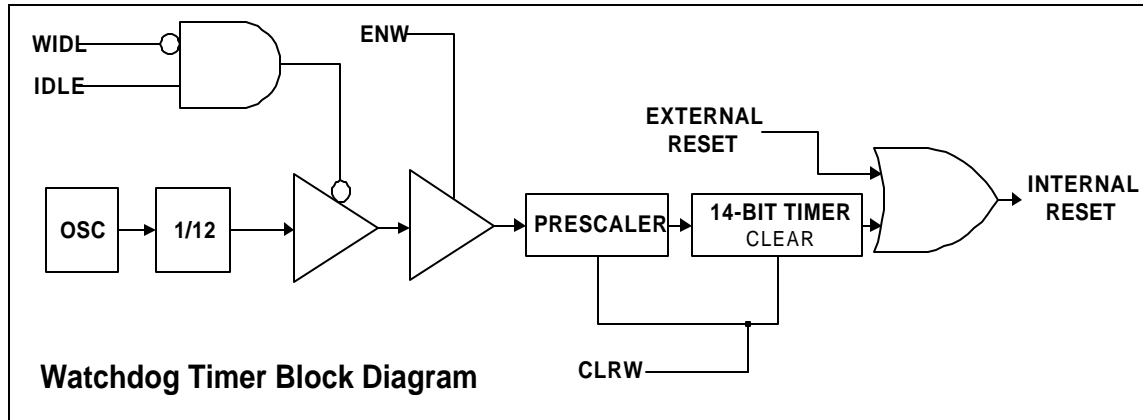 WIDL
IDLE
ENW
EXTERNAL
RESET
INTERNAL
RESET
OSC
1/12
PRESCALER
14-BIT TIMER
CLEAR
CLRW
Watchdog Timer Block Diagram